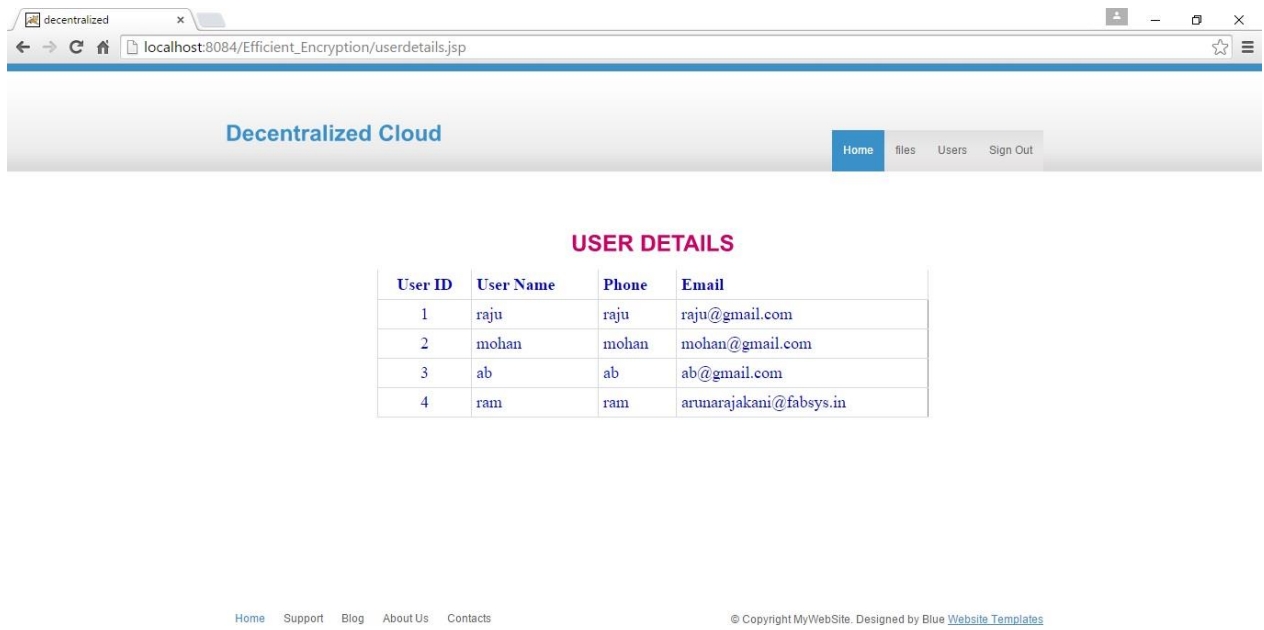 decentralized
localhost:8084/Efficient_Encryption/userdetails.jsp
Decentralized Cloud
Home files Users Sign Out
USER DETAILS
User ID User Name Phone Email
1 raju raju raju@gmail.com
2 mohan mohan mohan@gmail.com
3 ab ab ab@gmail.com
4 ram ram arunarajakani@fabsys.in
Home Support Blog About Us Contacts © Copyright MyWebSite. Designed by Blue Website Templates